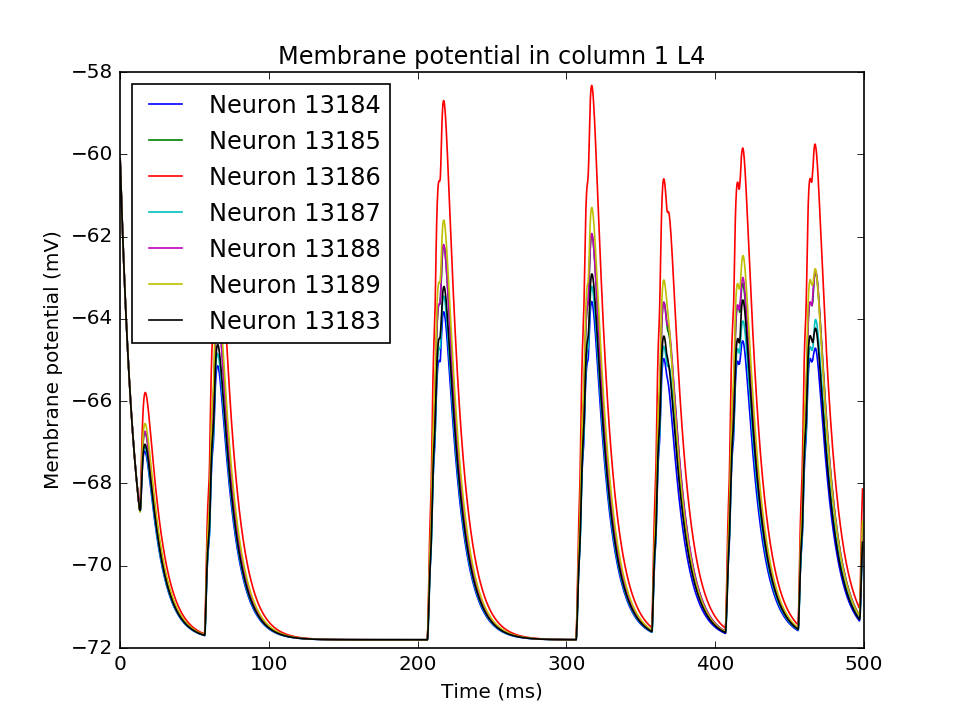 Membrane potential in column 1 L4
−58
−60
−62
−64
−66
−68
−70
−72
Membrane potential (mV)
Neuron 13184
Neuron 13185
Neuron 13186
Neuron 13187
Neuron 13188
Neuron 13189
Neuron 13183
0
100
200
300
400
500
Time (ms)